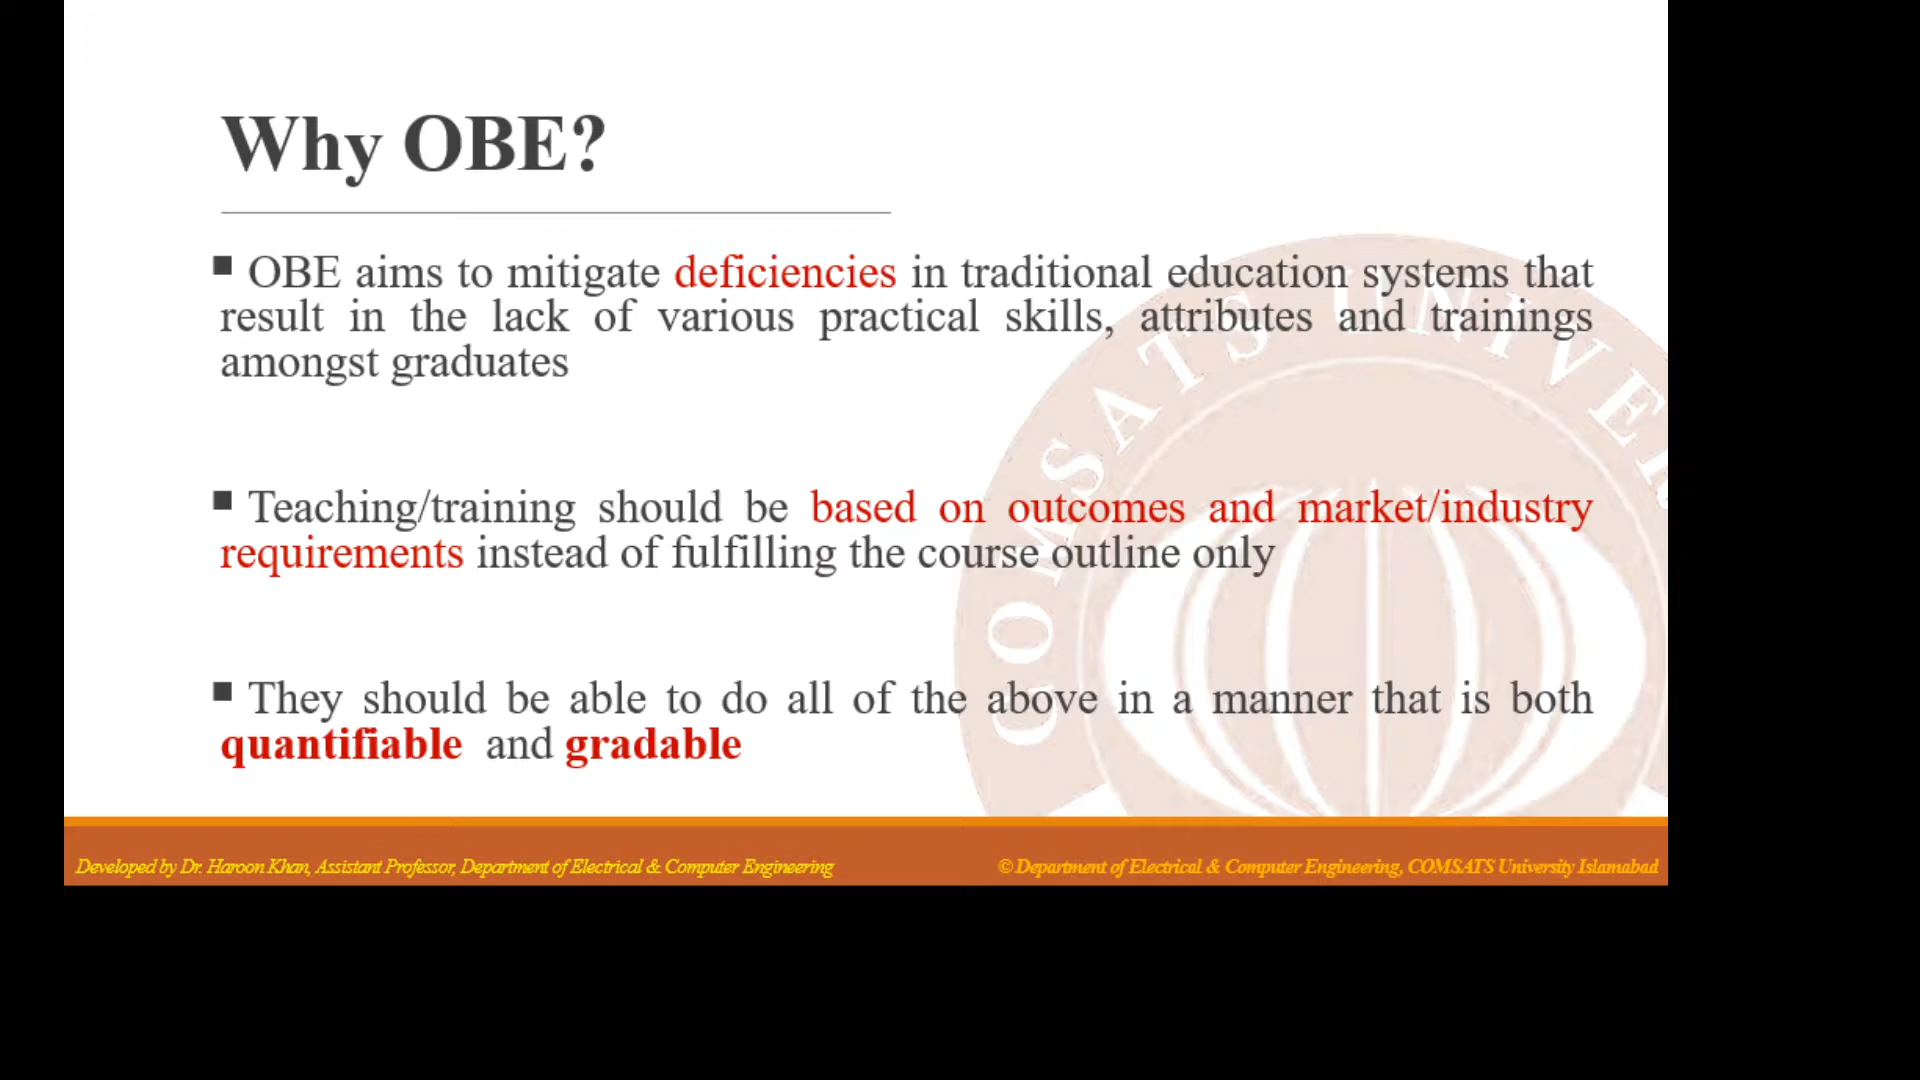 Why OBE?
▪ OBE aims to mitigate deficiencies in traditional education systems that
result in the lack of various practical skills, attributes and trainings
amongst graduates
▪ Teaching/training should be based on outcomes and market/industry
requirements instead of fulfilling the course outline only
▪ They should be able to do all of the above in a manner that is both
quantifiable and gradable
COMSATS UNIVER
Developed by Dr. Haroon Khan, Assistant Professor, Department of Electrical & Computer Engineering
© Department of Electrical & Computer Engineering, COMSATS University Islamabad